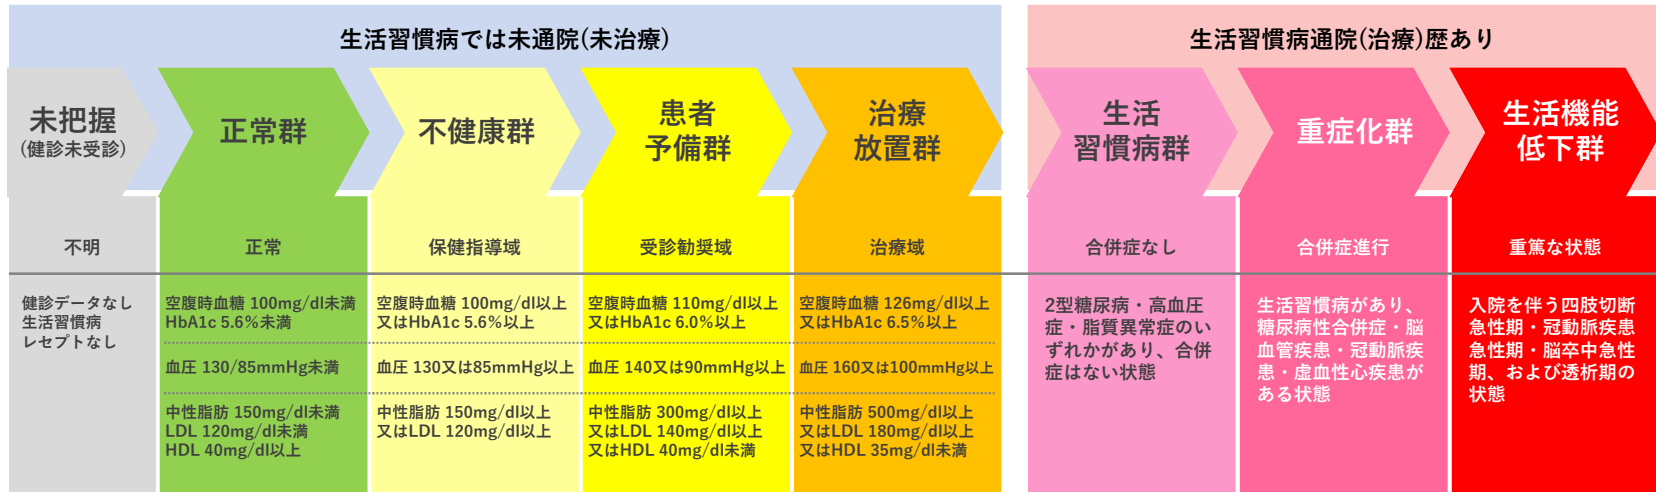 生活習慣病では未通院(未治療)
生活習慣病通院(治療)歴あり
未把握
(健診未受診)
正常群
不健康群
患者
予備群
治療
放置群
生活
習慣病群
重症化群
生活機能
低下群
不明
正常
保健指導域
受診勧奨域
治療域
合併症なし
合併症進行
重篤な状態
健診データなし
生活習慣病
レセプトなし
空腹時血糖 100mg/dl未満
HbA1c 5.6%未満
血圧 130/85mmHg未満
中性脂肪 150mg/dl未満
LDL 120mg/dl未満
HDL 40mg/dl以上
空腹時血糖 100mg/dl以上
又はHbA1c 5.6%以上
血圧 130又は85mmHg以上
中性脂肪 150mg/dl以上
又はLDL 120mg/dl以上
空腹時血糖 110mg/dl以上
又はHbA1c 6.0%以上
血圧 140又は90mmHg以上
中性脂肪 300mg/dl以上
又はLDL 140mg/dl以上
又はHDL 40mg/dl未満
空腹時血糖 126mg/dl以上
又はHbA1c 6.5%以上
血圧 160又は100mmHg以上
中性脂肪 500mg/dl以上
又はLDL 180mg/dl以上
又はHDL 35mg/dl未満
2型糖尿病・高血圧
症・脂質異常症のい
ずれかがあり、合併
症はない状態
生活習慣病があり、
糖尿病性合併症・脳
血管疾患・冠動脈疾
患・虚血性心疾患が
ある状態
入院を伴う四肢切断
急性期・冠動脈疾患
急性期・脳卒中急性
期、および透析期の
状態